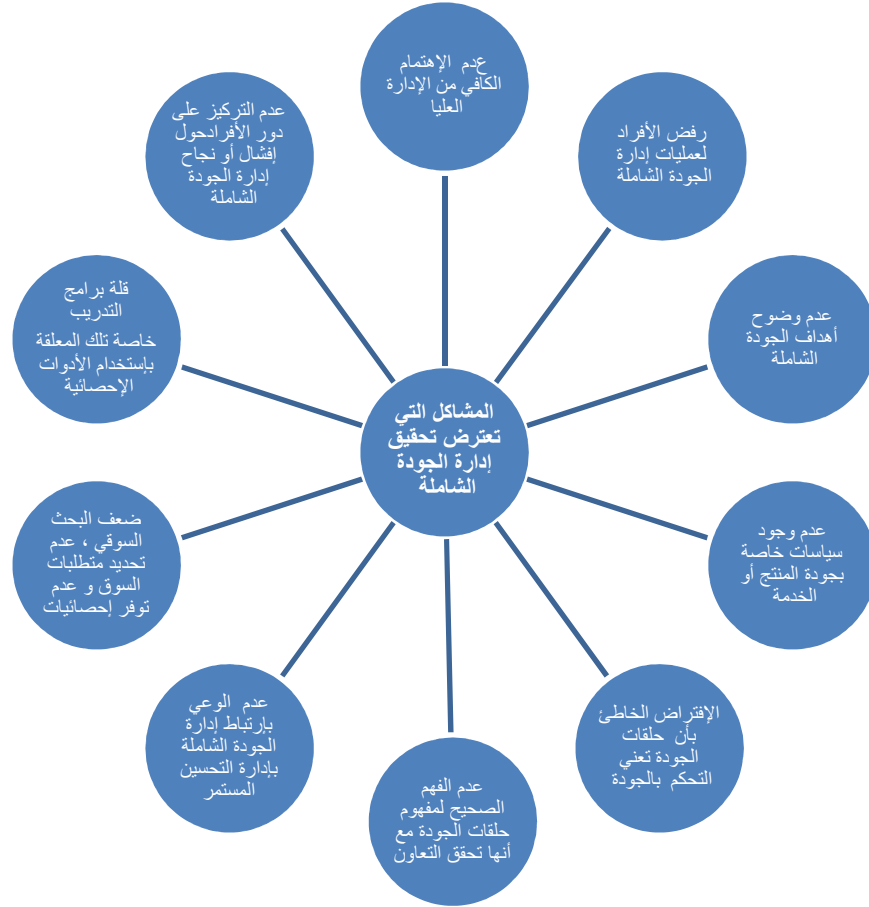 عدم الإهتمام
الكافي من الإدارة
العليا
رفض الأفراد
لعمليات إدارة
الجودة الشاملة
عدم وضوح
أهداف الجودة
الشاملة
عدم وجود
سياسات خاصة
بجودة المنتج أو
الخدمة
الإفتراض الخاطئ
بأن حلقات
الجودة تعني
التحكم بالجودة
عدم الفهم
الصحيح لمفهوم
حلقات الجودة مع
أنها تحقق التعاون
عدم الوعي
بإرتباط إدارة
الجودة الشاملة
بإدارة التحسين
المستمر
ضعف البحث
السوقي ، عدم
تحديد متطلبات
السوق و عدم
توفر إحصائيات
قلة برامج
التدريب
خاصة تلك المعلقة
بإستخدام الأدوات
الإحصائية
عدم التركيز على
دور الأفرادحول
إفشال أو نجاح
إدارة الجودة
الشاملة
المشاكل التي
تعترض تحقيق
إدارة الجودة
الشاملة